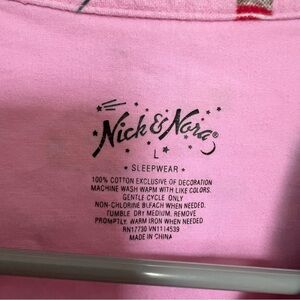 Nick & Nora®
L
★ SLEEPWEAR ★
100% COTTON EXCLUSIVE OF DECORATION
MACHINE WASH WARM WITH LIKE COLORS.
GENTLE CYCLE ONLY
NON-CHLORINE BLEACH WHEN NEEDED.
TUMBLE DRY MEDIUM. REMOVE
PROMPTLY. WARM IRON WHEN NEEDED
RN17730 VN1114539
MADE IN CHINA